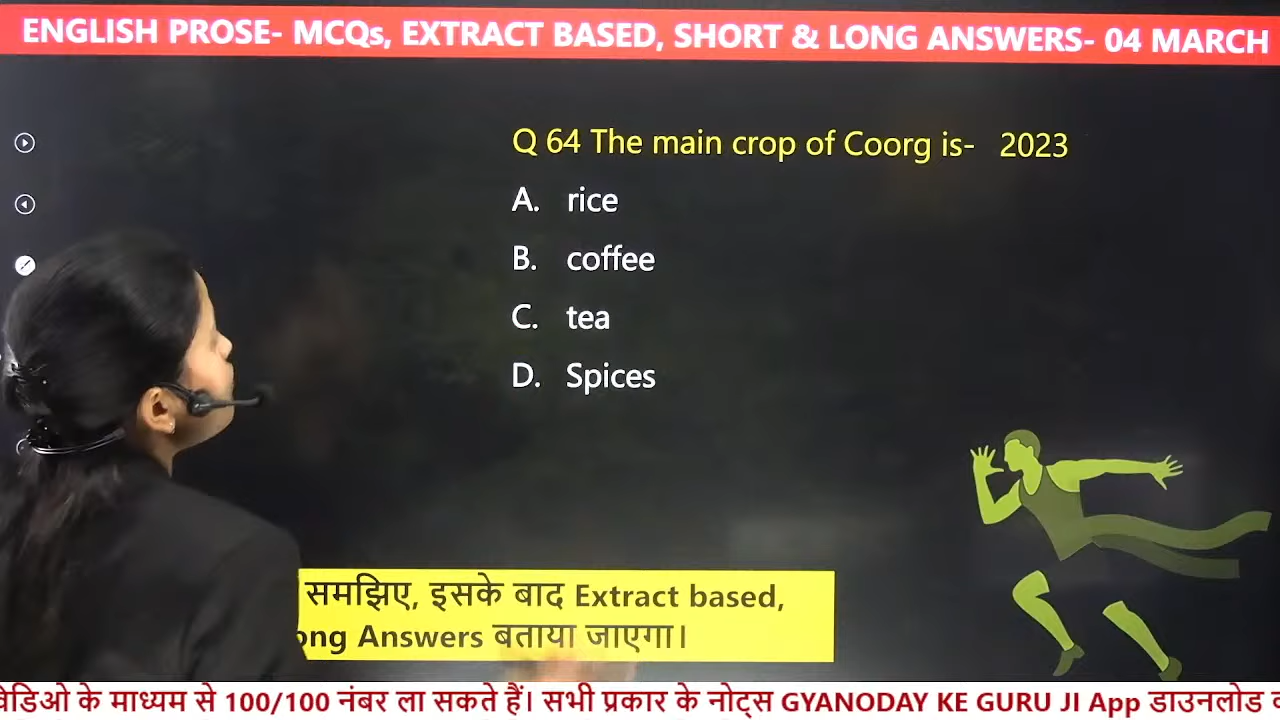 ENGLISH PROSE- MCQs, EXTRACT BASED, SHORT & LONG ANSWERS- 04 MARCH
Q 64 The main crop of Coorg is- 2023
A. rice
B. coffee
C. tea
D. Spices
समझिए, इसके बाद Extract based,
Answers बताया जाएगा।
के माध्यम से 100/100 नंबर ला सकते हैं। सभी प्रकार के नोट्स GYANODAY KE GURU JI App डाउनलोड